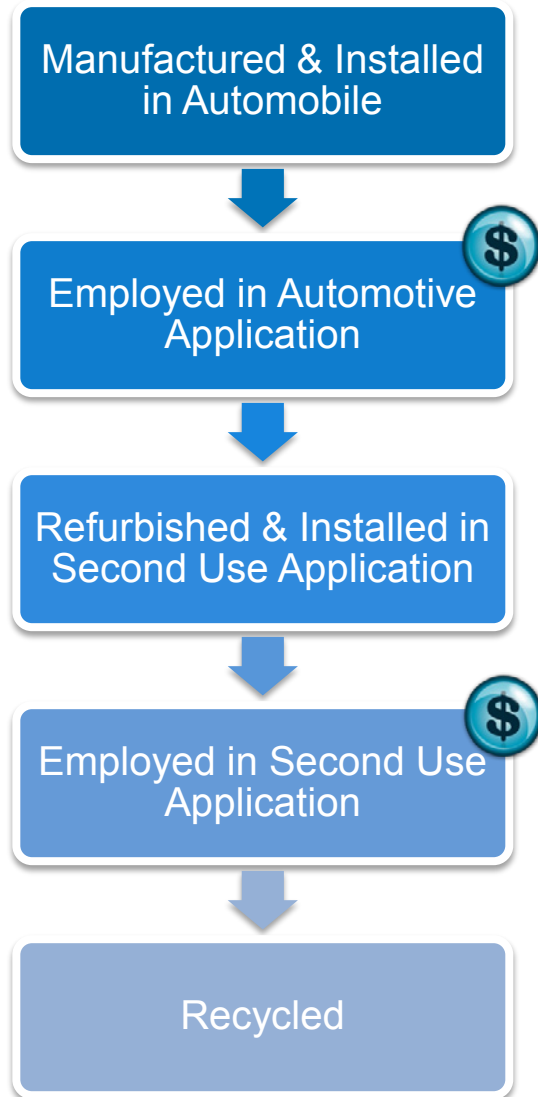 Manufactured & Installed
in Automobile
$
Employed in Automotive
Application
Refurbished & Installed in
Second Use Application
$
Employed in Second Use
Application
Recycled